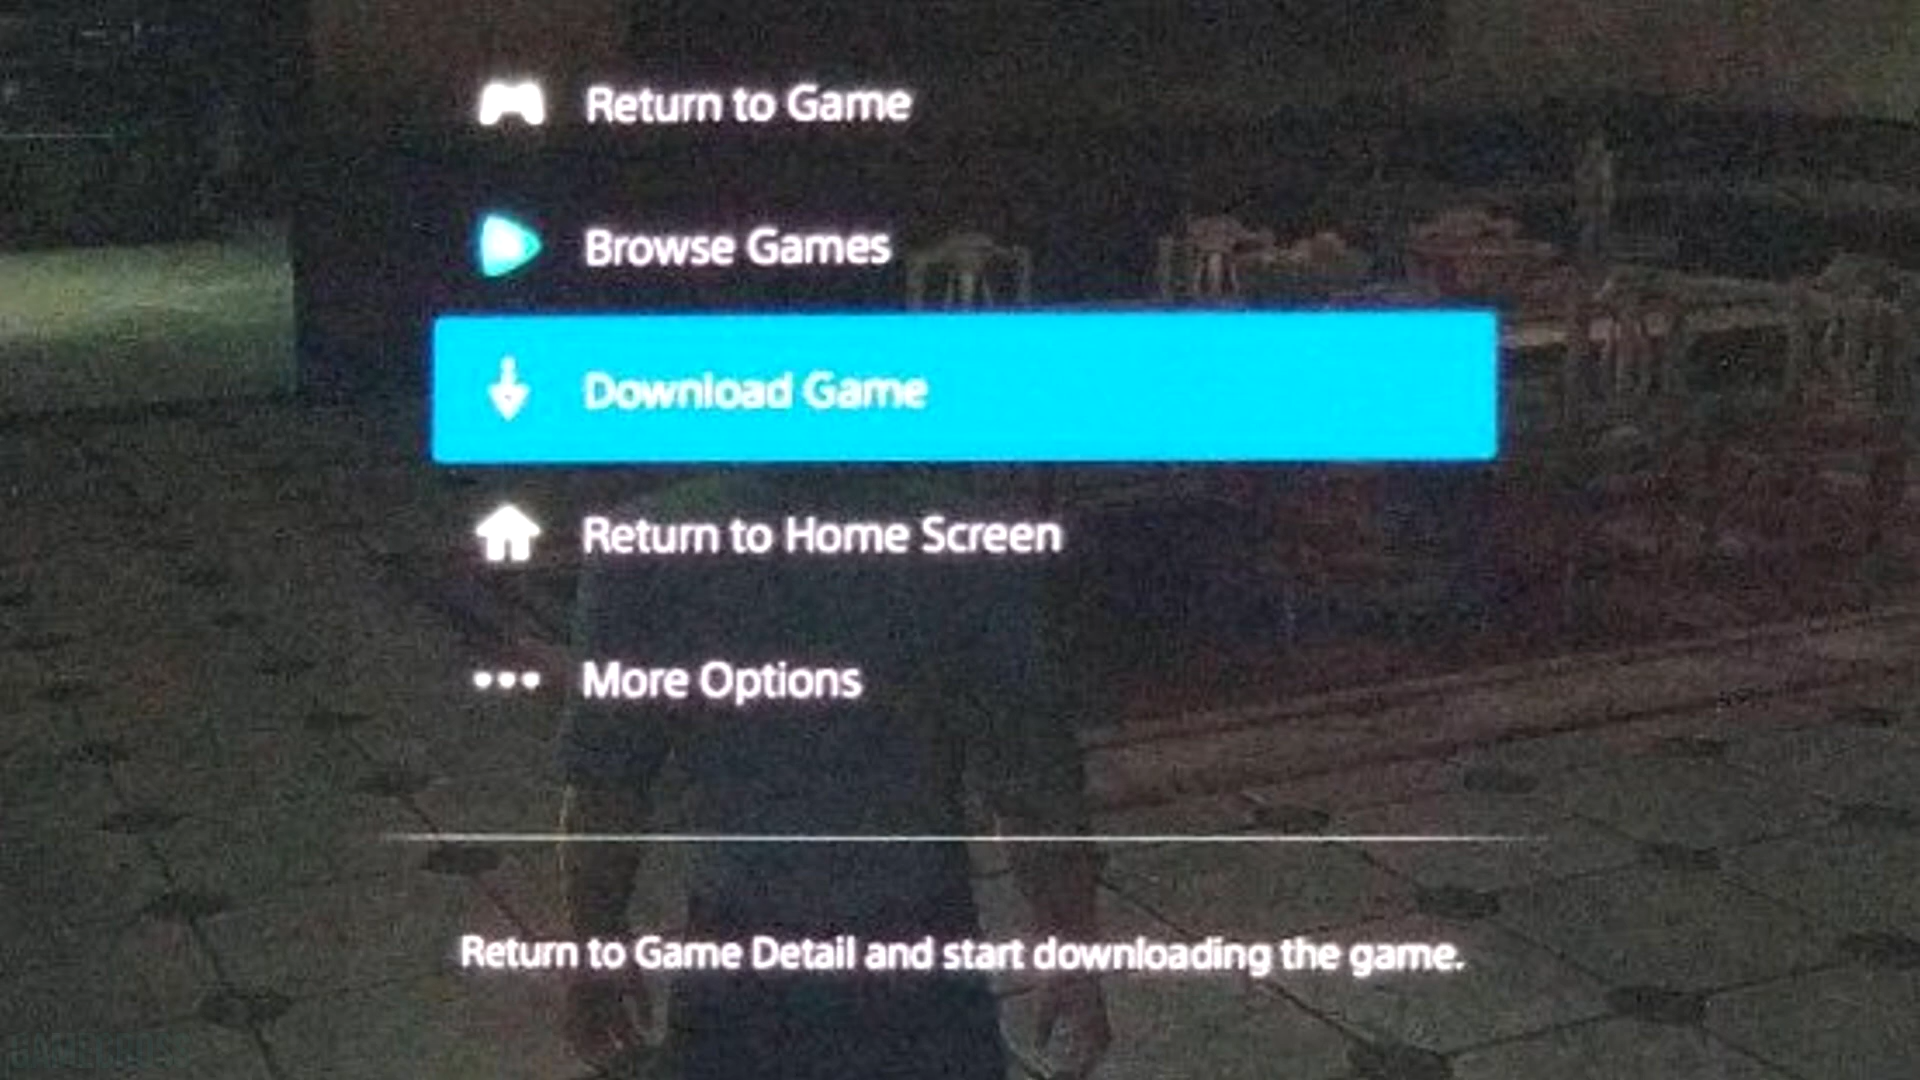 Return to Game
Browse Games
Download Game
Return to Home Screen
More Options
Return to Game Detail and start downloading the game.